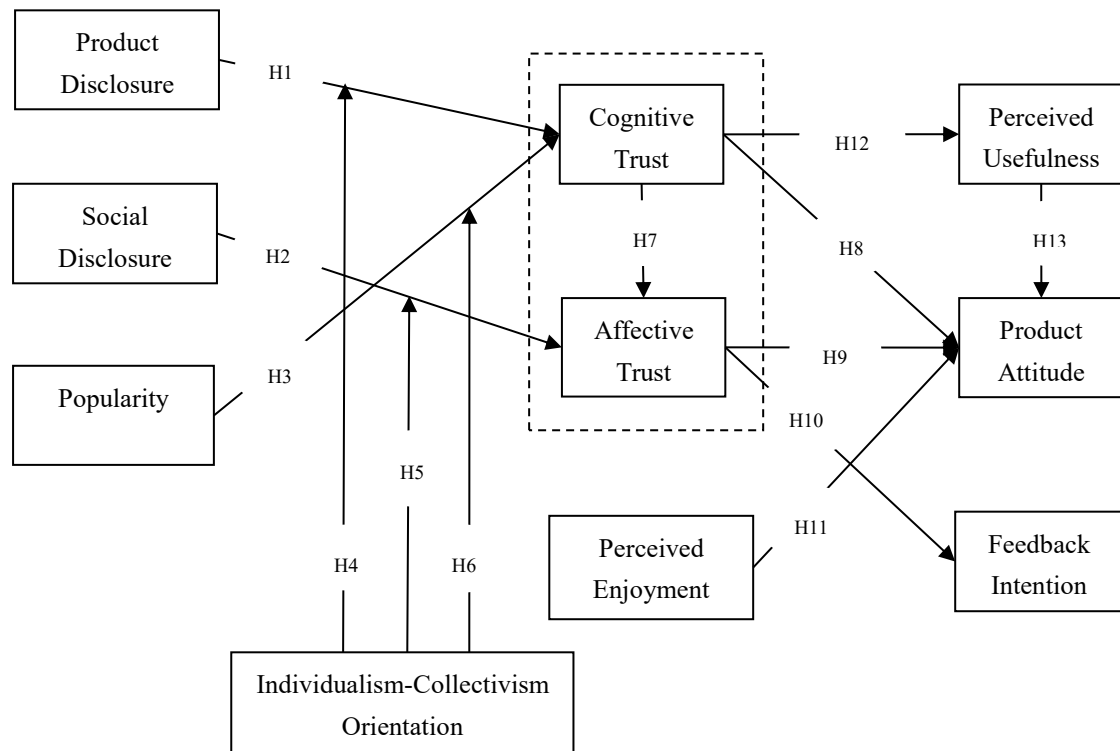 Product
Disclosure
H1
Cognitive
Trust
H12
Perceived
Usefulness
Social
Disclosure
H2
H7
H8
H13
Popularity
H3
Affective
Trust
H9
Product
Attitude
H10
H5
H11
H4
H6
Perceived
Enjoyment
Feedback
Intention
Individualism-Collectivism
Orientation